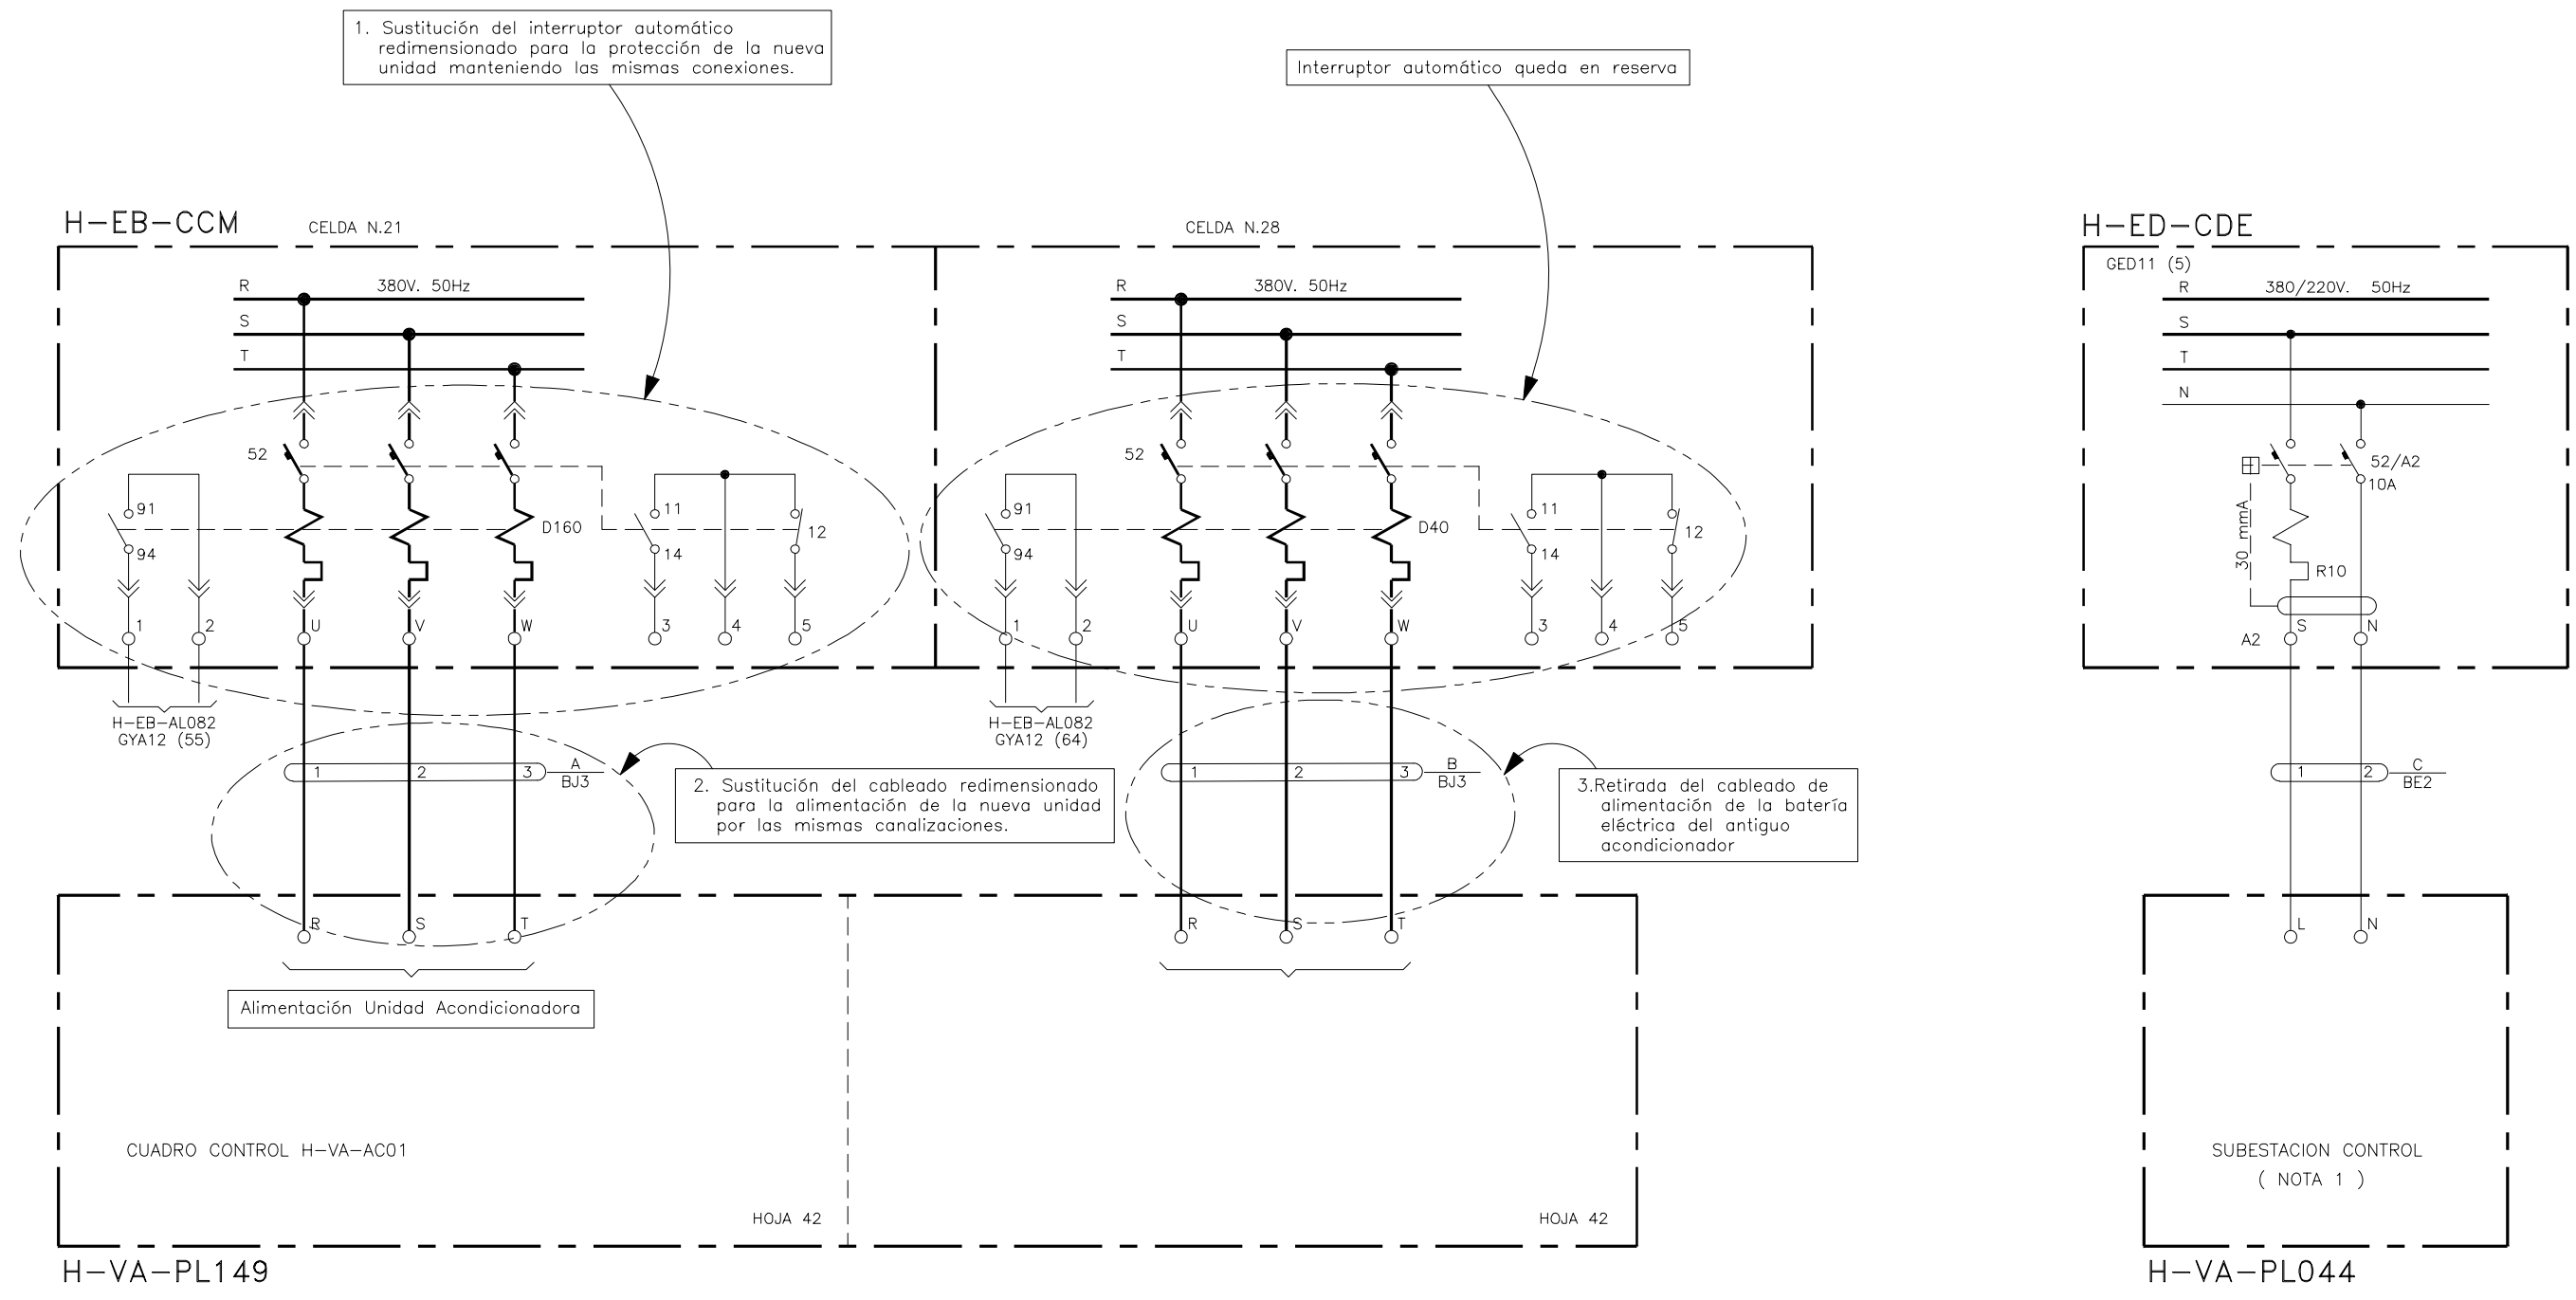 1. Sustitución del interruptor automático
redimensionado para la protección de la nueva
unidad manteniendo las mismas conexiones.
Interruptor automático queda en reserva
H-EB-CCM
CELDA N.21
R
380V. 50Hz
S
T
52
91
94
D160
11
14
12
1
2
U
V
W
3
4
5
H-EB-AL082
GYA12 (55)
1
2
3
A
BJ3
2. Sustitución del cableado redimensionado
para la alimentación de la nueva unidad
por las mismas canalizaciones.
R
S
T
Alimentación Unidad Acondicionadora
CUADRO CONTROL H-VA-AC01
HOJA 42
H-VA-PL149
CELDA N.28
R
380V. 50Hz
S
T
52
91
94
D40
11
14
12
1
2
U
V
W
3
4
5
H-EB-AL082
GYA12 (64)
1
2
3
B
BJ3
3.Retirada del cableado de
alimentación de la batería
eléctrica del antiguo
acondicionador
R
S
T
HOJA 42
H-ED-CDE
GED11 (5)
R
380/220V. 50Hz
S
T
N
52/A2
10A
30 mmA
R10
A2
S
N
1
2
C
BE2
L
N
SUBESTACION CONTROL
( NOTA 1 )
H-VA-PL044